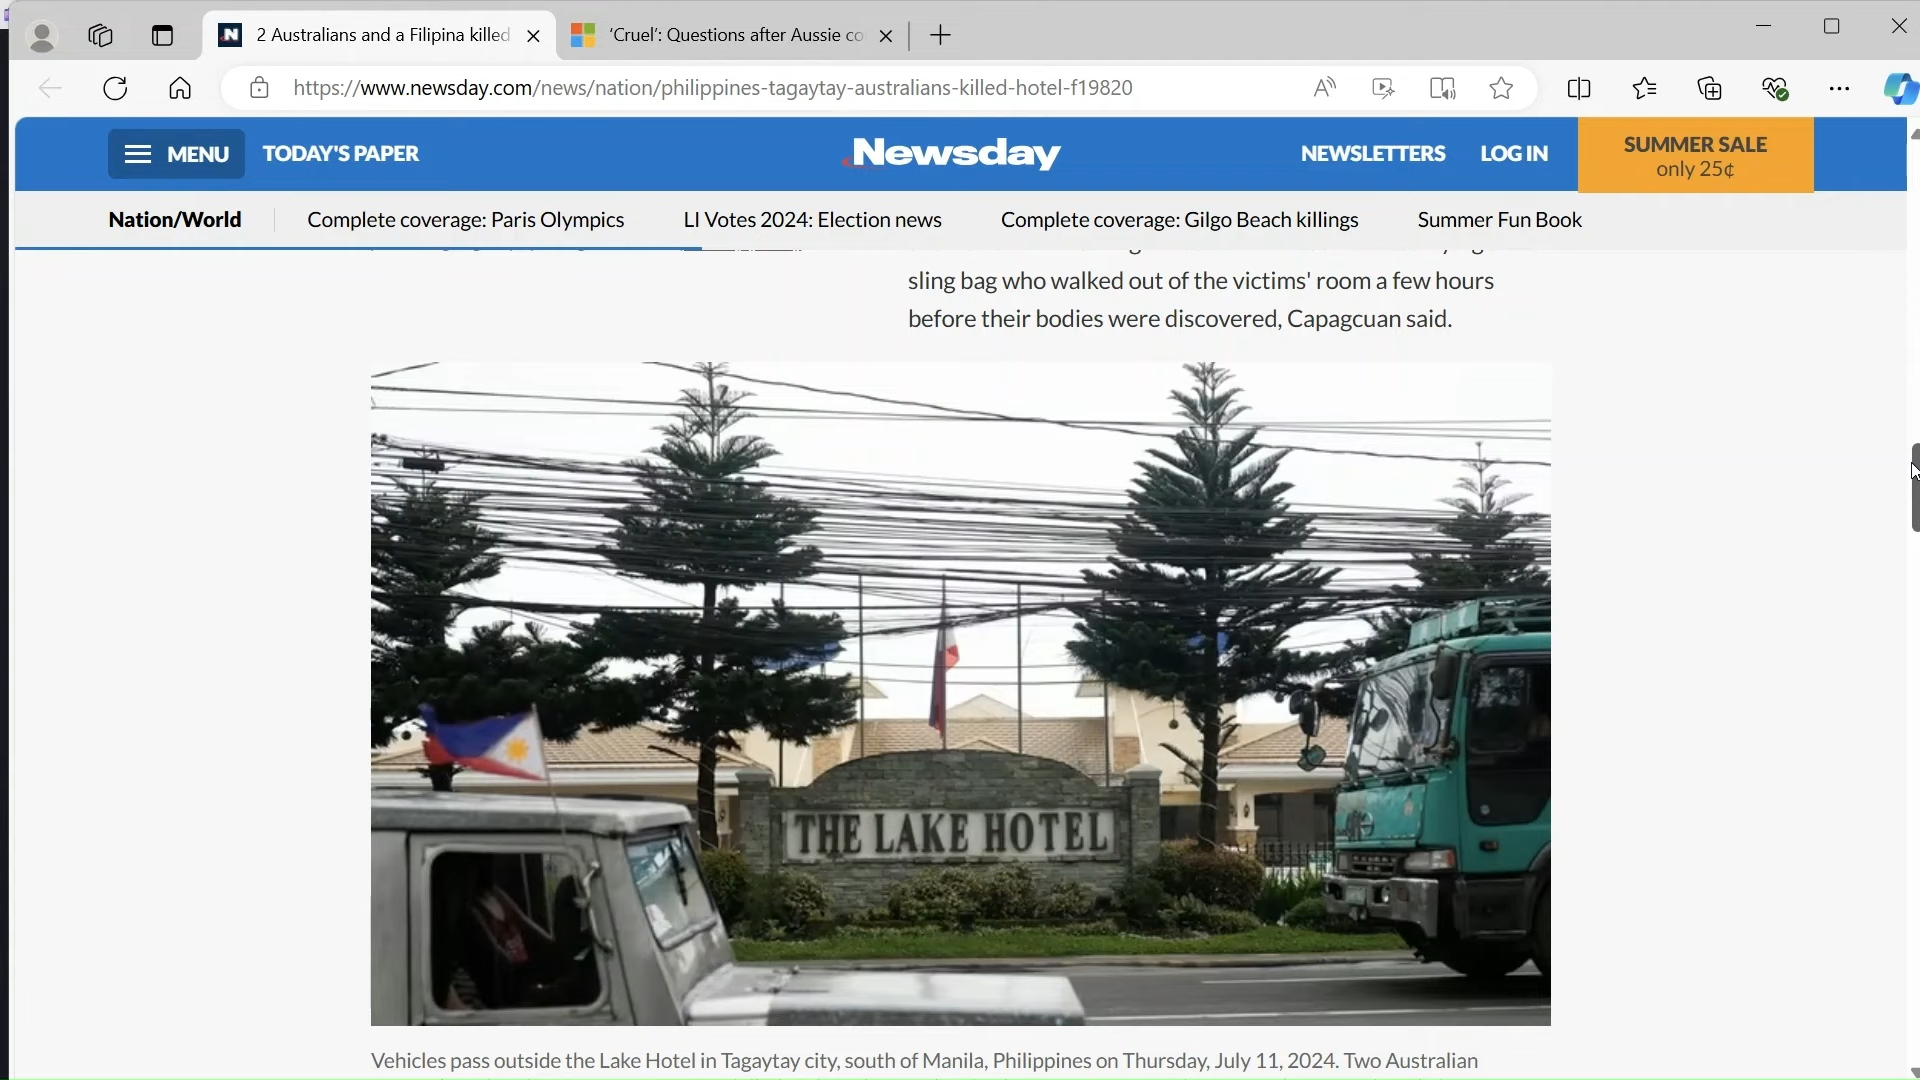 2 Australians and a Filipina killed
'Cruel': Questions after Aussie co
https://www.newsday.com/news/nation/philippines-tagaytay-australians-killed-hotel-f19820
MENU
TODAY'S PAPER
Newsday
NEWSLETTERS
LOG IN
SUMMER SALE
only 25¢
Nation/World
Complete coverage: Paris Olympics
LI Votes 2024: Election news
Complete coverage: Gilgo Beach killings
Summer Fun Book
sling bag who walked out of the victims' room a few hours
before their bodies were discovered, Capagcuan said.
THE LAKE HOTEL
Vehicles pass outside the Lake Hotel in Tagaytay city, south of Manila, Philippines on Thursday, July 11, 2024. Two Australian